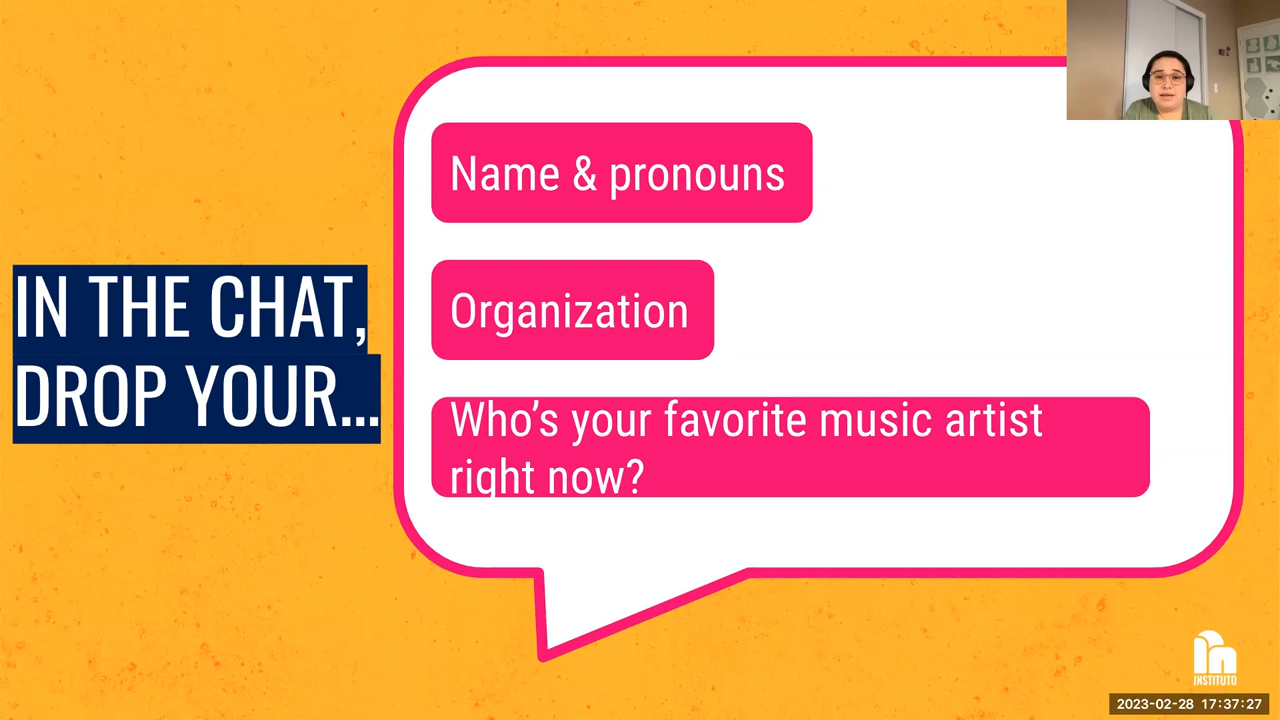 IN THE CHAT,
DROP YOUR...
Name & pronouns
Organization
Who’s your favorite music artist
right now?
INSTITUTO
2023-02-28 17:37:27